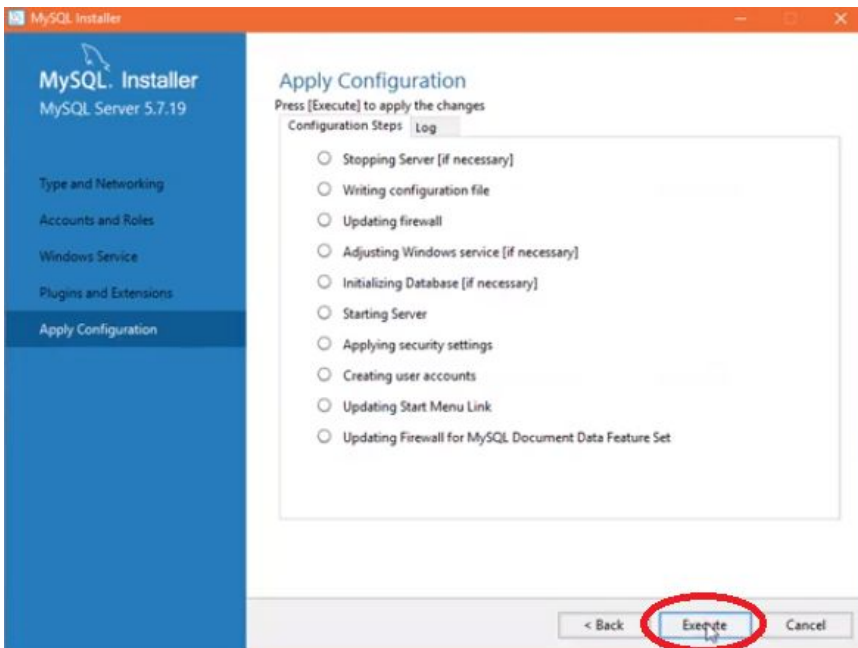 MySQL Installer
MySQL. Installer
MySQL Server 5.7.19
Type and Networking
Accounts and Roles
Windows Service
Plugins and Extensions
Apply Configuration
Apply Configuration
Press [Execute] to apply the changes
Configuration Steps Log
Stopping Server [if necessary]
Writing configuration file
Updating firewall
Adjusting Windows service [if necessary]
Initializing Database [if necessary]
Starting Server
Applying security settings
Creating user accounts
Updating Start Menu Link
Updating Firewall for MySQL Document Data Feature Set
< Back Execute Cancel